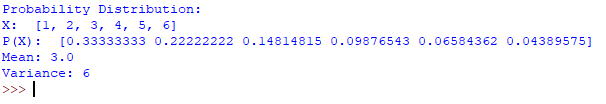 Probability Distribution:
X:  [1, 2, 3, 4, 5, 6]
P(X):  [0.33333333 0.22222222 0.14814815 0.09876543 0.06584362 0.04389575]
Mean: 3.0
Variance: 6
>>>